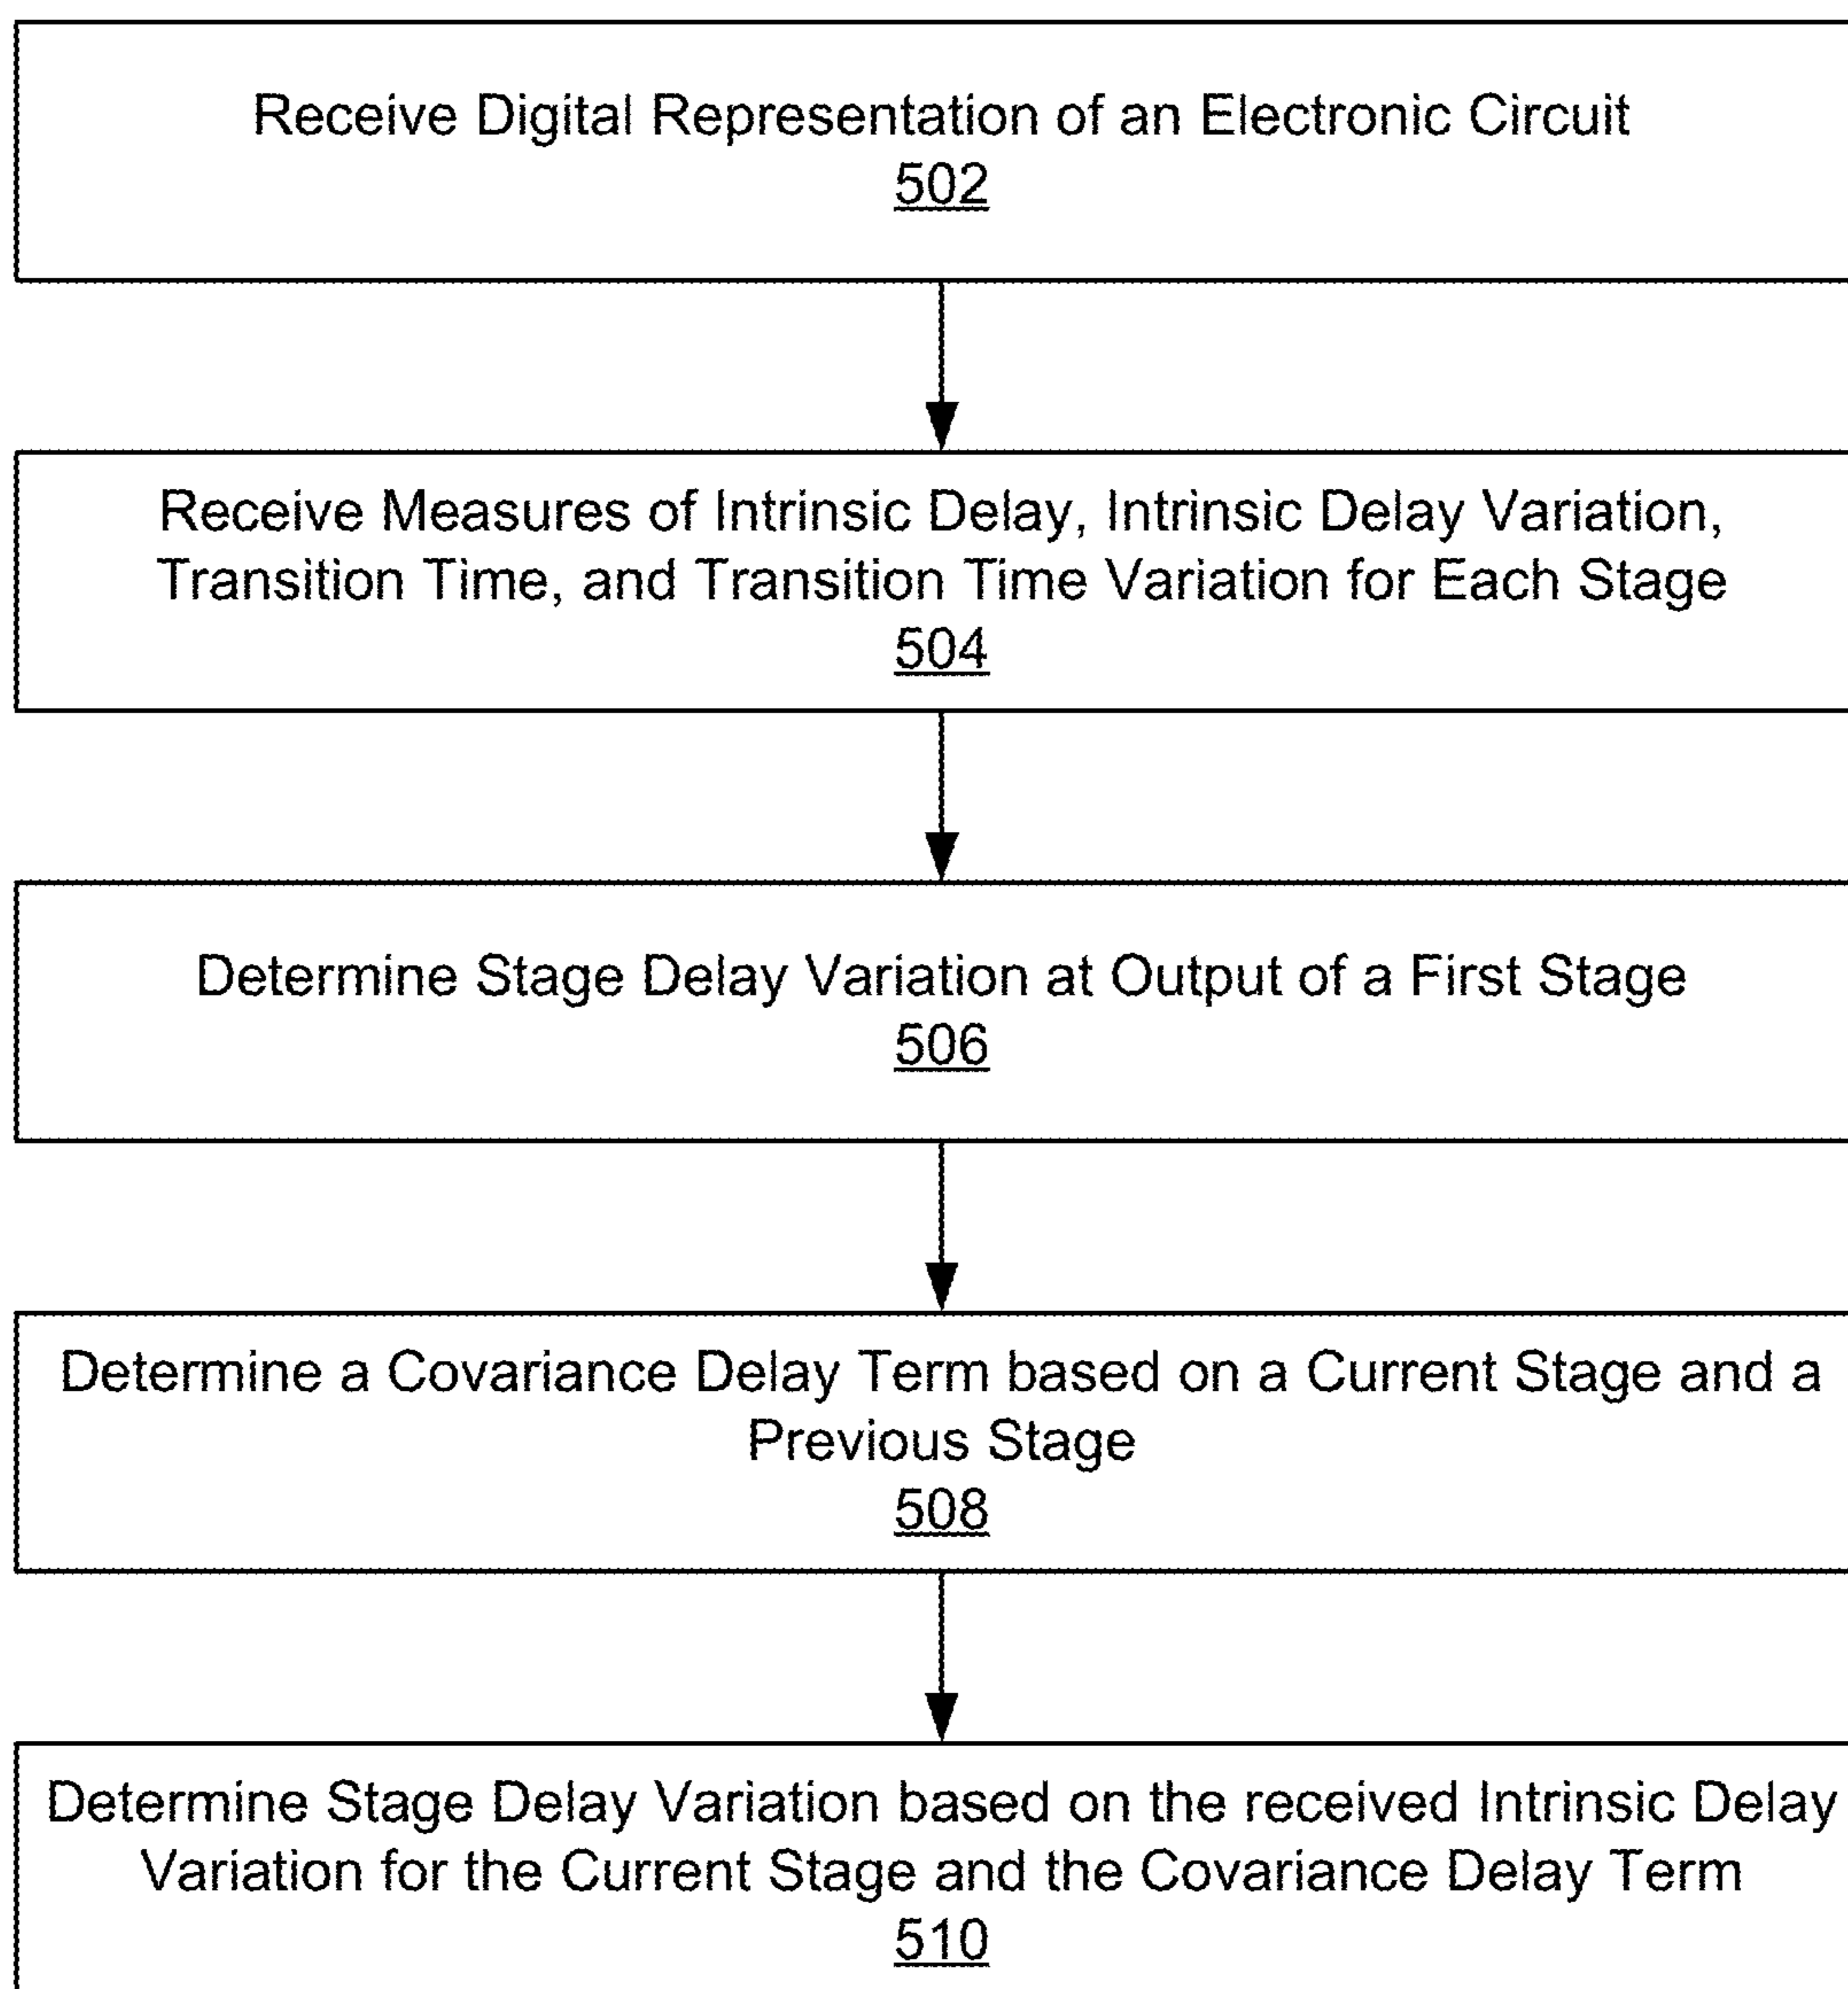 Receive Digital Representation of an Electronic Circuit
502
Receive Measures of Intrinsic Delay, Intrinsic Delay Variation,
Transition Time, and Transition Time Variation for Each Stage
504
Determine Stage Delay Variation at Output of a First Stage
506
Determine a Covariance Delay Term based on a Current Stage and a
Previous Stage
508
Determine Stage Delay Variation based on the received Intrinsic Delay
Variation for the Current Stage and the Covariance Delay Term
510